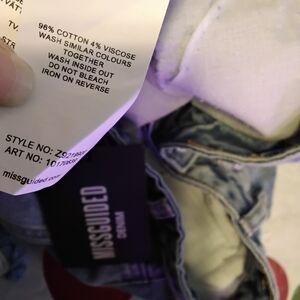 96% COTTON 4% VISCOSE
WASH SIMILAR COLOURS
TOGETHER
WASH INSIDE OUT
DO NOT BLEACH
IRON ON REVERSE
STYLE NO:
ART NO:
missguided.com
MISSGUIDED
DENIM